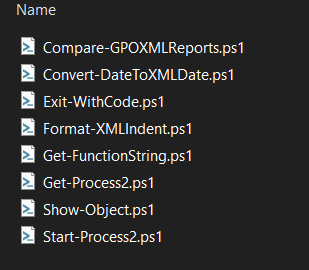 Name
Compare-GPOXMLReports.ps1
Convert-DateToXMLDate.ps1
Exit-WithCode.ps1
Format-XMLIndent.ps1
Get-FunctionString.ps1
Get-Process2.ps1
Show-Object.ps1
Start-Process2.ps1